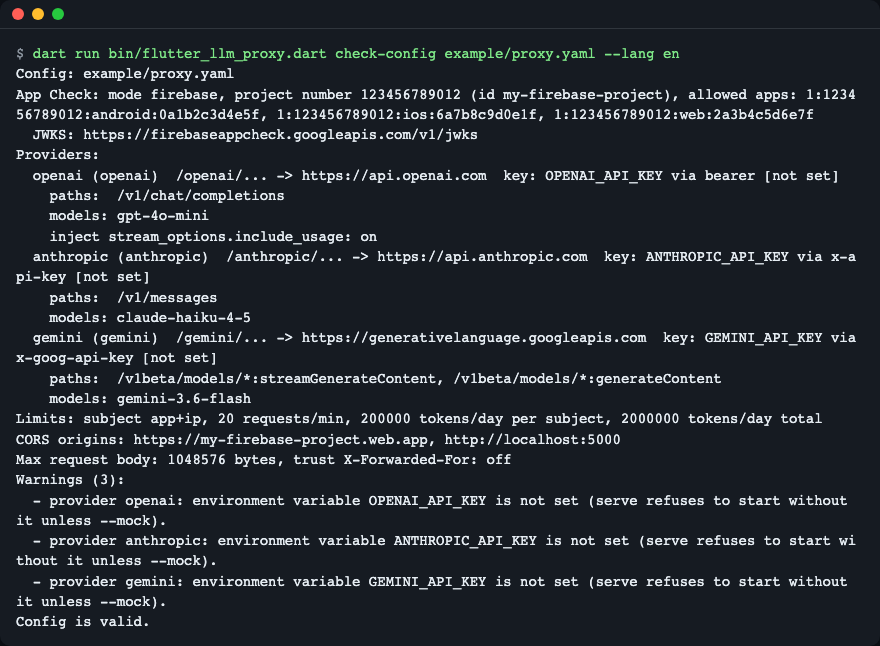 $ dart run bin/flutter_llm_proxy.dart check-config example/proxy.yaml --lang en
Config: example/proxy.yaml
App Check: mode firebase, project number 123456789012 (id my-firebase-project), allowed apps: 1:1234
56789012:android:0a1b2c3d4e5f, 1:123456789012:ios:6a7b8c9d0e1f, 1:123456789012:web:2a3b4c5d6e7f
  JWKS: https://firebaseappcheck.googleapis.com/v1/jwks
Providers:
  openai (openai)  /openai/... -> https://api.openai.com  key: OPENAI_API_KEY via bearer [not set]
    paths:  /v1/chat/completions
    models: gpt-4o-mini
    inject stream_options.include_usage: on
  anthropic (anthropic)  /anthropic/... -> https://api.anthropic.com  key: ANTHROPIC_API_KEY via x-a
pi-key [not set]
    paths:  /v1/messages
    models: claude-haiku-4-5
  gemini (gemini)  /gemini/... -> https://generativelanguage.googleapis.com  key: GEMINI_API_KEY via
x-goog-api-key [not set]
    paths:  /v1beta/models/*:streamGenerateContent, /v1beta/models/*:generateContent
    models: gemini-3.6-flash
Limits: subject app+ip, 20 requests/min, 200000 tokens/day per subject, 2000000 tokens/day total
CORS origins: https://my-firebase-project.web.app, http://localhost:5000
Max request body: 1048576 bytes, trust X-Forwarded-For: off
Warnings (3):
  - provider openai: environment variable OPENAI_API_KEY is not set (serve refuses to start without
it unless --mock).
  - provider anthropic: environment variable ANTHROPIC_API_KEY is not set (serve refuses to start wi
thout it unless --mock).
  - provider gemini: environment variable GEMINI_API_KEY is not set (serve refuses to start without
it unless --mock).
Config is valid.